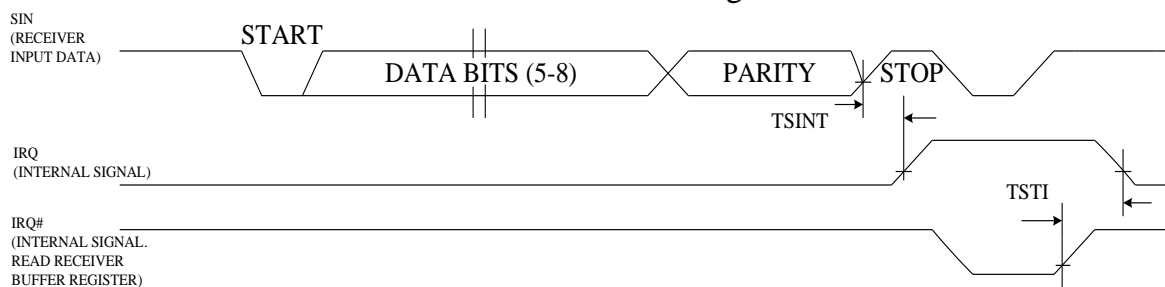 SIN
(RECEIVER
INPUT DATA)
START
DATA BITS (5-8)
PARITY
STOP
TSINT
IRQ
(INTERNAL SIGNAL)
TSTI
IRQ#
(INTERNAL SIGNAL.
READ RECEIVER
BUFFER REGISTER)